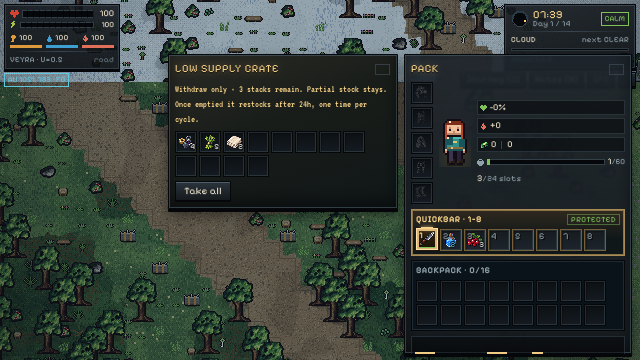 100
100
100 100 100
VEYRA · U=0.S road
07:39
Day 1 / 14
CALM
CLOUD next CLEAR
LOW SUPPLY CRATE
Withdraw only · 3 stacks remain. Partial stock stays.
Once emptied it restocks after 24h, one time per
cycle.
Take all
PACK
-0%
+0
0 | 0
1/60
3/24 slots
QUICKBAR · 1-8
PROTECTED
1 2 3 4 5 6 7 8
BACKPACK · 0/16